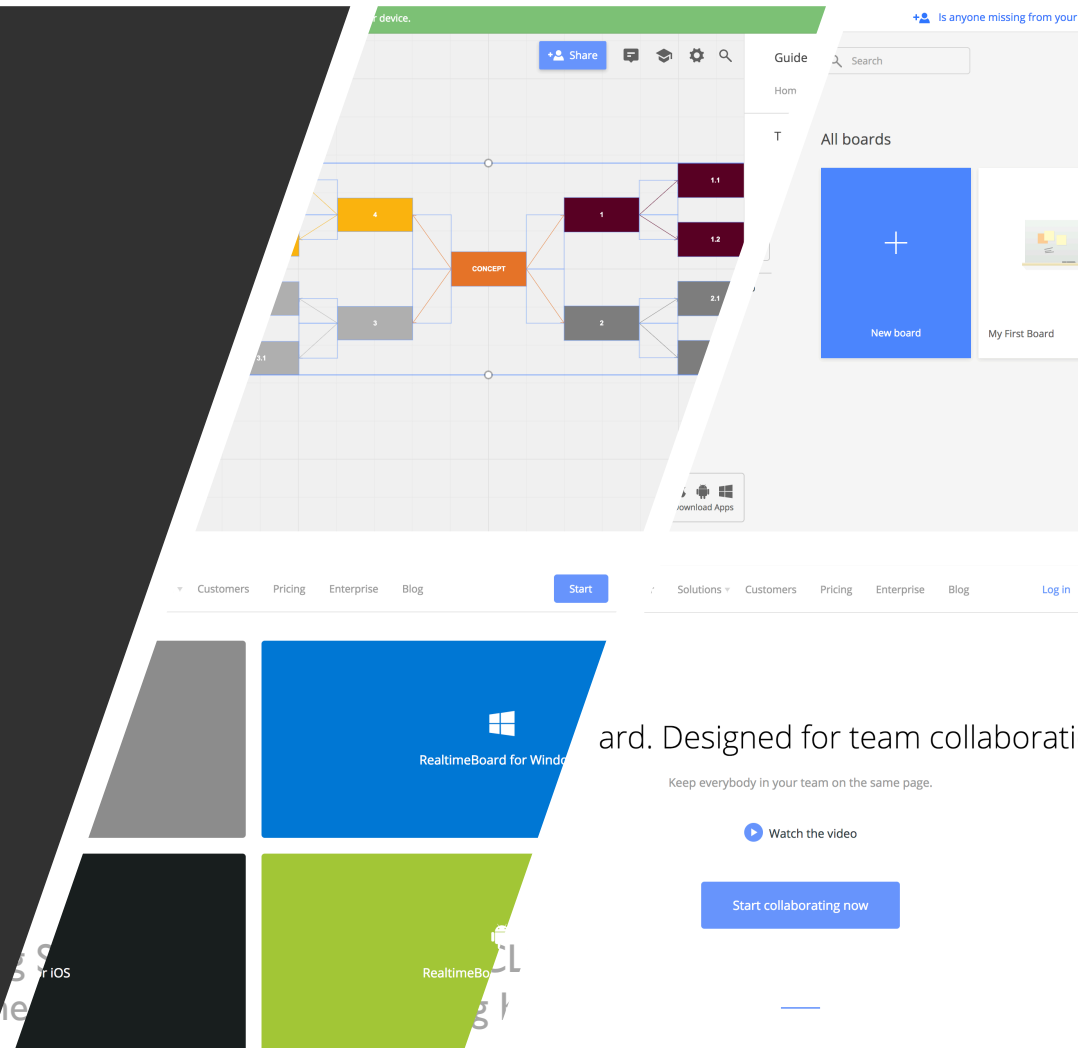 device.
Is anyone missing from your
Share
Guide
Search
Hom
T
All boards
1.1
4
1
1.2
CONCEPT
2.1
3
2
3.1
New board
My First Board
Download Apps
Customers Pricing Enterprise Blog Start
Solutions Customers Pricing Enterprise Blog Log in
RealtimeBoard for Windo
ard. Designed for team collaborati
Keep everybody in your team on the same page.
Watch the video
Start collaborating now
r iOS
RealtimeBo